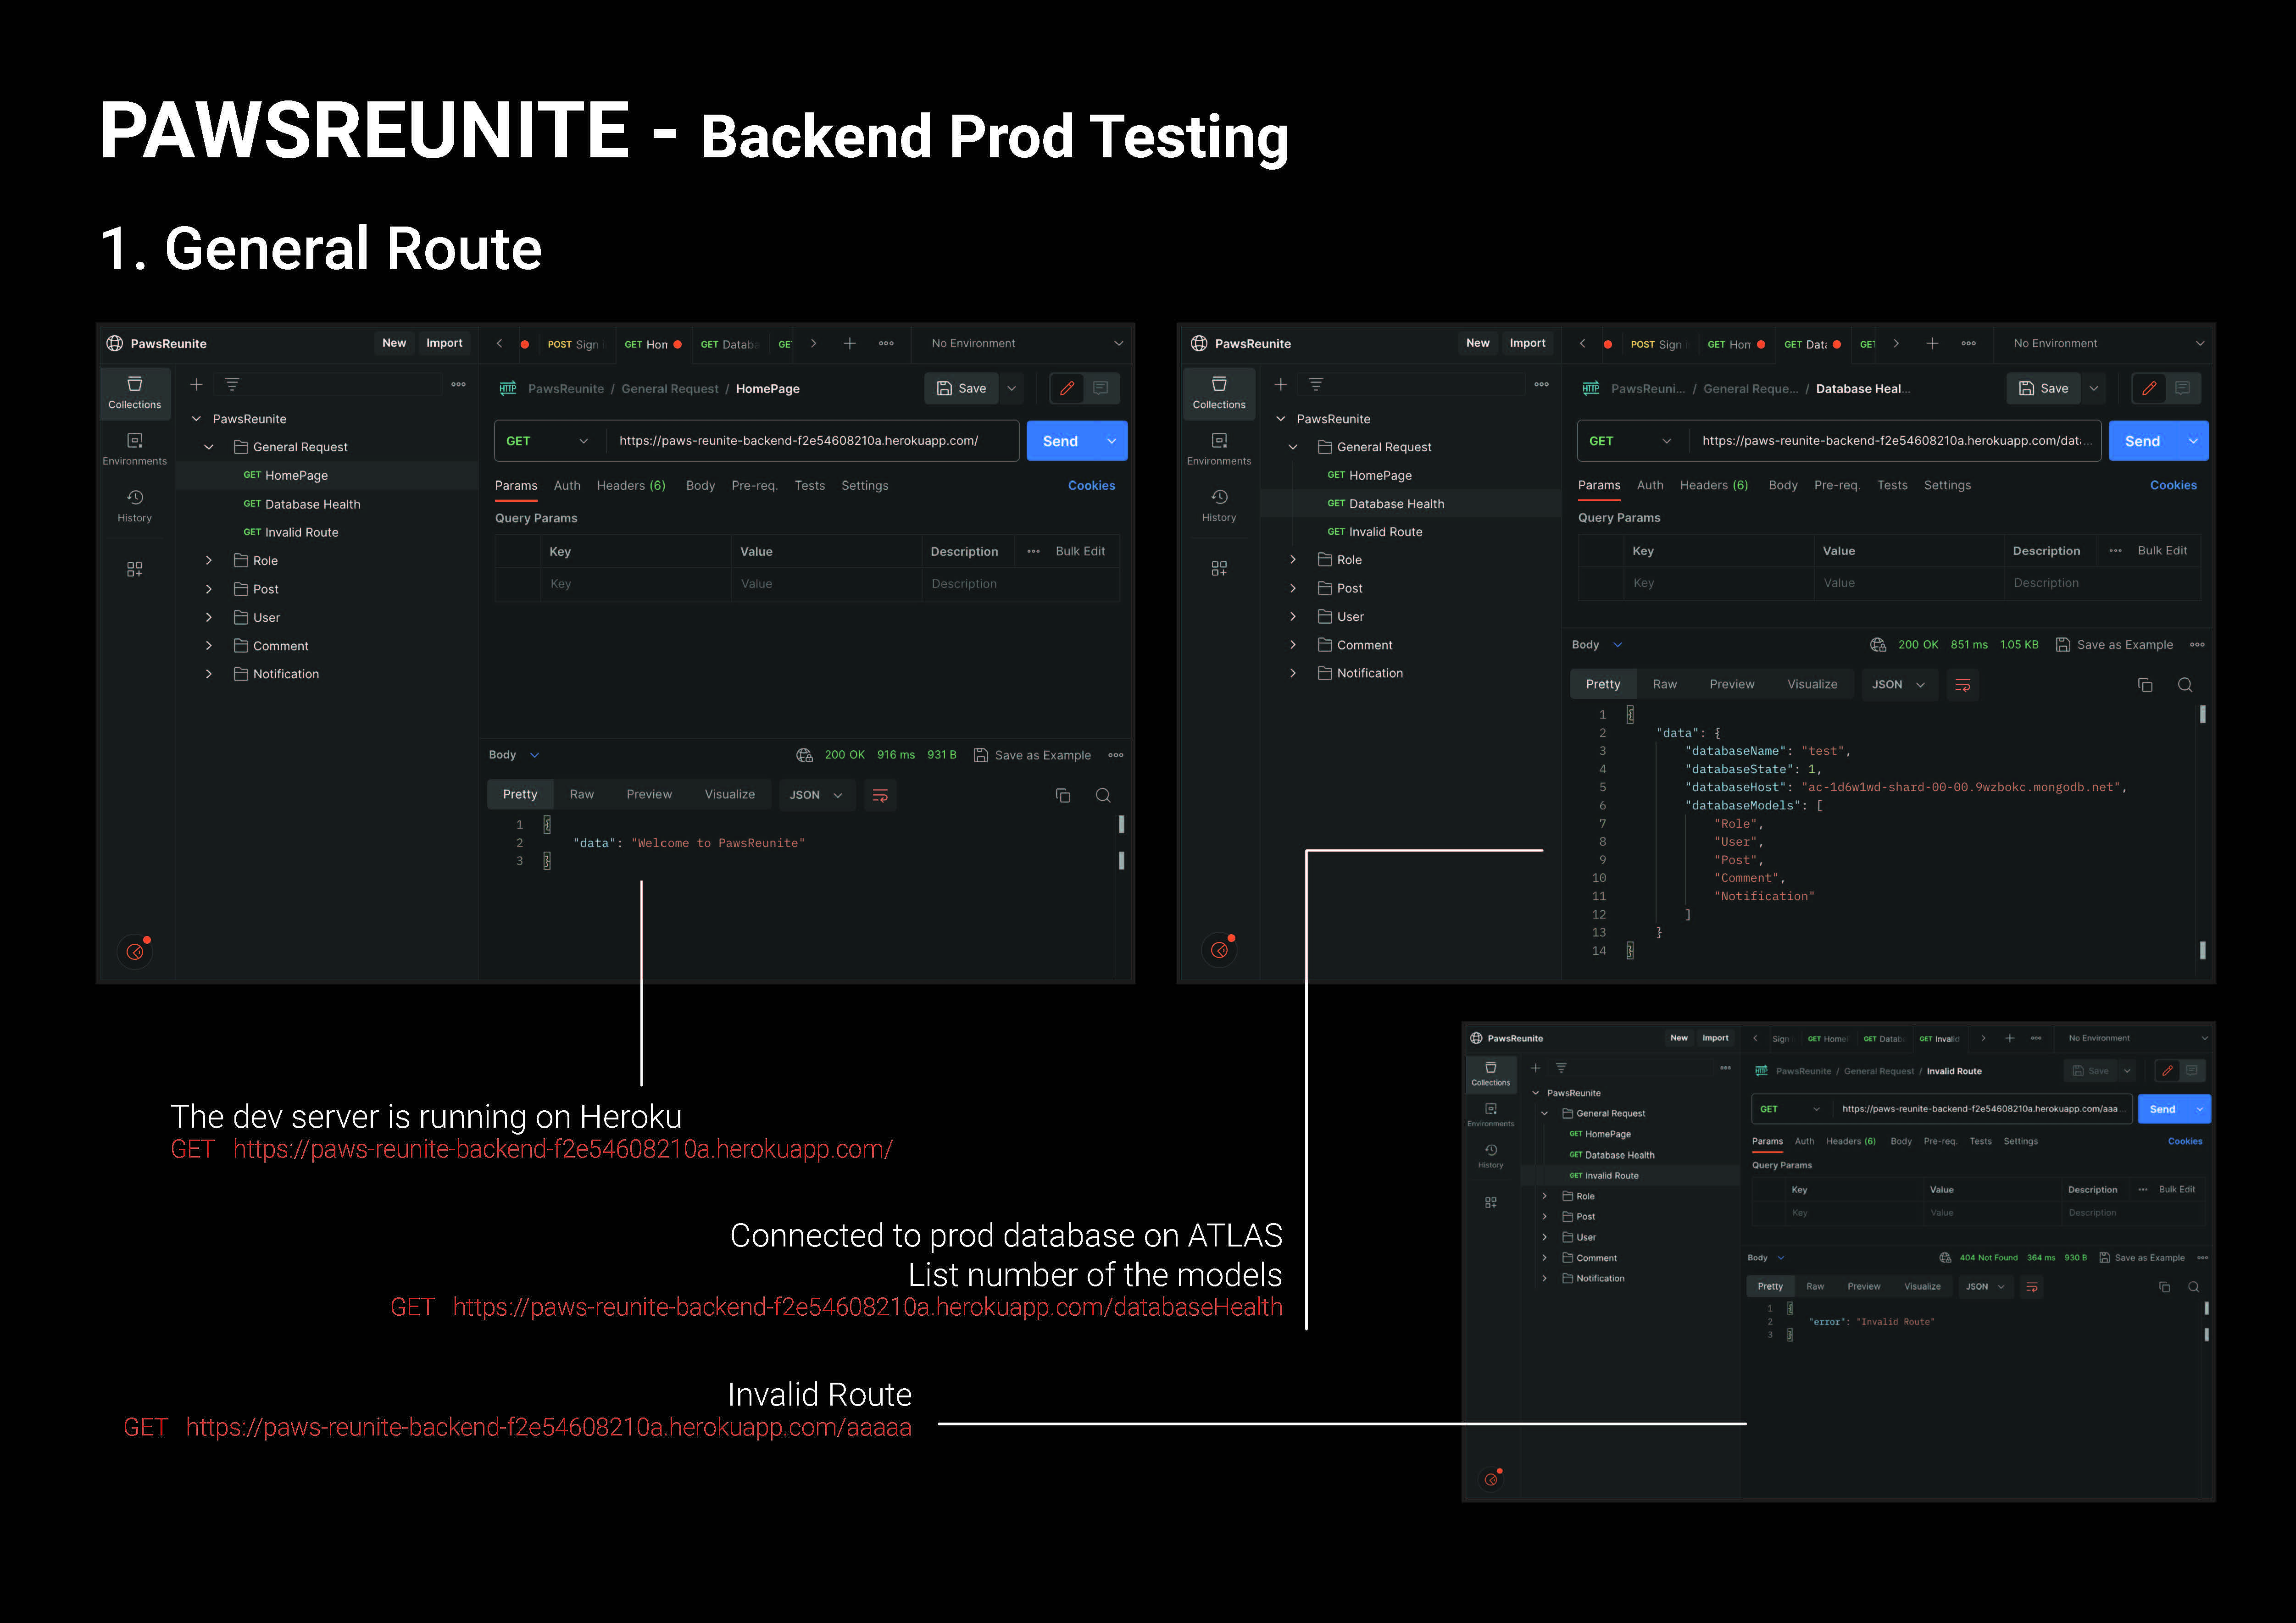 PAWSREUNITE - Backend Prod Testing
1. General Route
PawsReunite
New Import
POST Sign
GET Hon
GET Datab
GET
No Environment
Collections
Environments
History
PawsReunite
General Request
GET HomePage
GET Database Health
GET Invalid Route
Role
Post
User
Comment
Notification
HTTP PawsReunite / General Request / HomePage
Save
GET https://paws-reunite-backend-f2e54608210a.herokuapp.com/
Send
Params Auth Headers (6) Body Pre-req. Tests Settings Cookies
Query Params
Key Value Description Bulk Edit
Key Value Description
Body 200 OK 916 ms 931 B Save as Example
Pretty Raw Preview Visualize JSON
1 {
2 "data": "Welcome to PawsReunite"
3 }
PawsReunite
New Import
POST Sign
GET Hon
GET Data
GET
No Environment
Collections
Environments
History
PawsReunite
General Request
GET HomePage
GET Database Health
GET Invalid Route
Role
Post
User
Comment
Notification
HTTP PawsReuni... / General Reque... / Database Heal...
Save
GET https://paws-reunite-backend-f2e54608210a.herokuapp.com/dat...
Send
Params Auth Headers (6) Body Pre-req. Tests Settings Cookies
Query Params
Key Value Description Bulk Edit
Key Value Description
Body 200 OK 851 ms 1.05 KB Save as Example
Pretty Raw Preview Visualize JSON
1 {
2 "data": {
3 "databaseName": "test",
4 "databaseState": 1,
5 "databaseHost": "ac-1d6w1wd-shard-00-00.9wzbokc.mongodb.net",
6 "databaseModels": [
7 "Role",
8 "User",
9 "Post",
10 "Comment",
11 "Notification"
12 ]
13 }
14 }
The dev server is running on Heroku
GET https://paws-reunite-backend-f2e54608210a.herokuapp.com/
Connected to prod database on ATLAS
List number of the models
GET https://paws-reunite-backend-f2e54608210a.herokuapp.com/databaseHealth
Invalid Route
GET https://paws-reunite-backend-f2e54608210a.herokuapp.com/aaaaa
PawsReunite
New Import
Sign
GET Home
GET Datab
GET Invalid
No Environment
Collections
Environments
History
PawsReunite
General Request
GET HomePage
GET Database Health
GET Invalid Route
Role
Post
User
Comment
Notification
HTTP PawsReunite / General Request / Invalid Route
Save
GET https://paws-reunite-backend-f2e54608210a.herokuapp.com/aaa...
Send
Params Auth Headers (6) Body Pre-req. Tests Settings Cookies
Query Params
Key Value Description Bulk Edit
Key Value Description
Body 404 Not Found 364 ms 930 B Save as Example
Pretty Raw Preview Visualize JSON
1 {
2 "error": "Invalid Route"
3 }